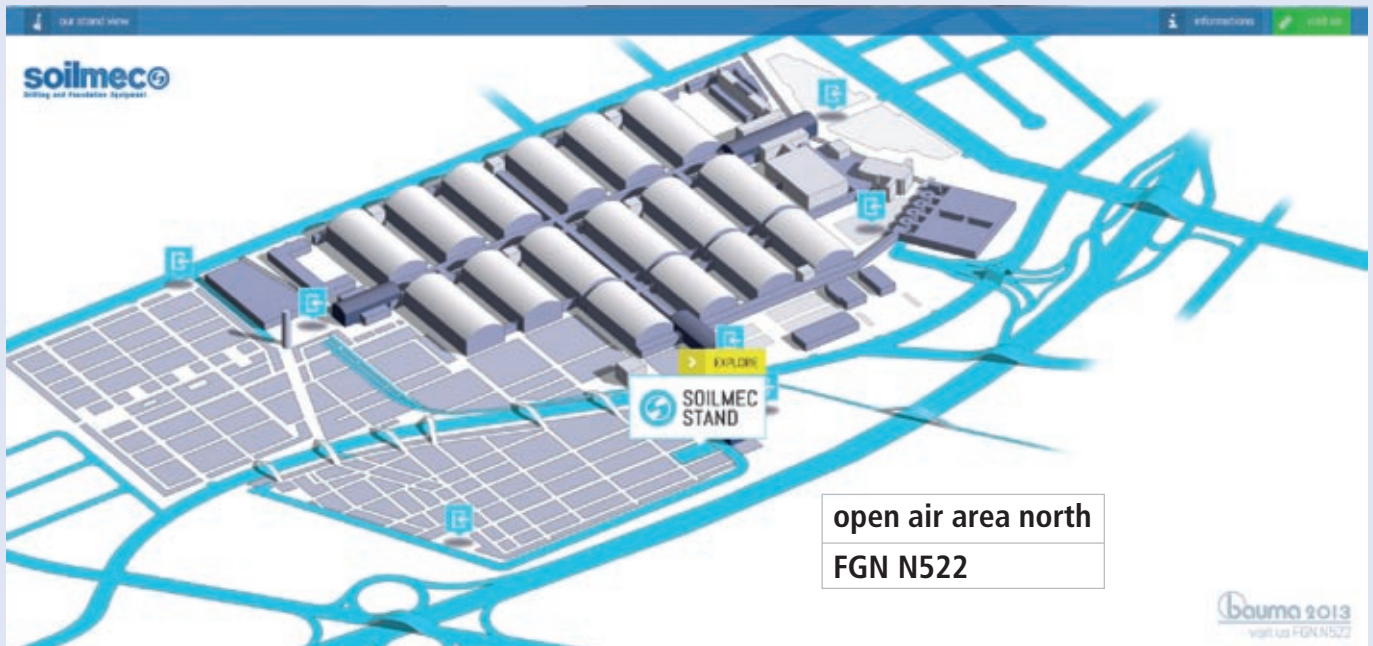 our stand view
informations
visit us
soilmec
Drilling and Foundation Equipment
EXPLORE
SOILMEC
STAND
open air area north
FGN N522
bauma 2013
visit us FGN.N522